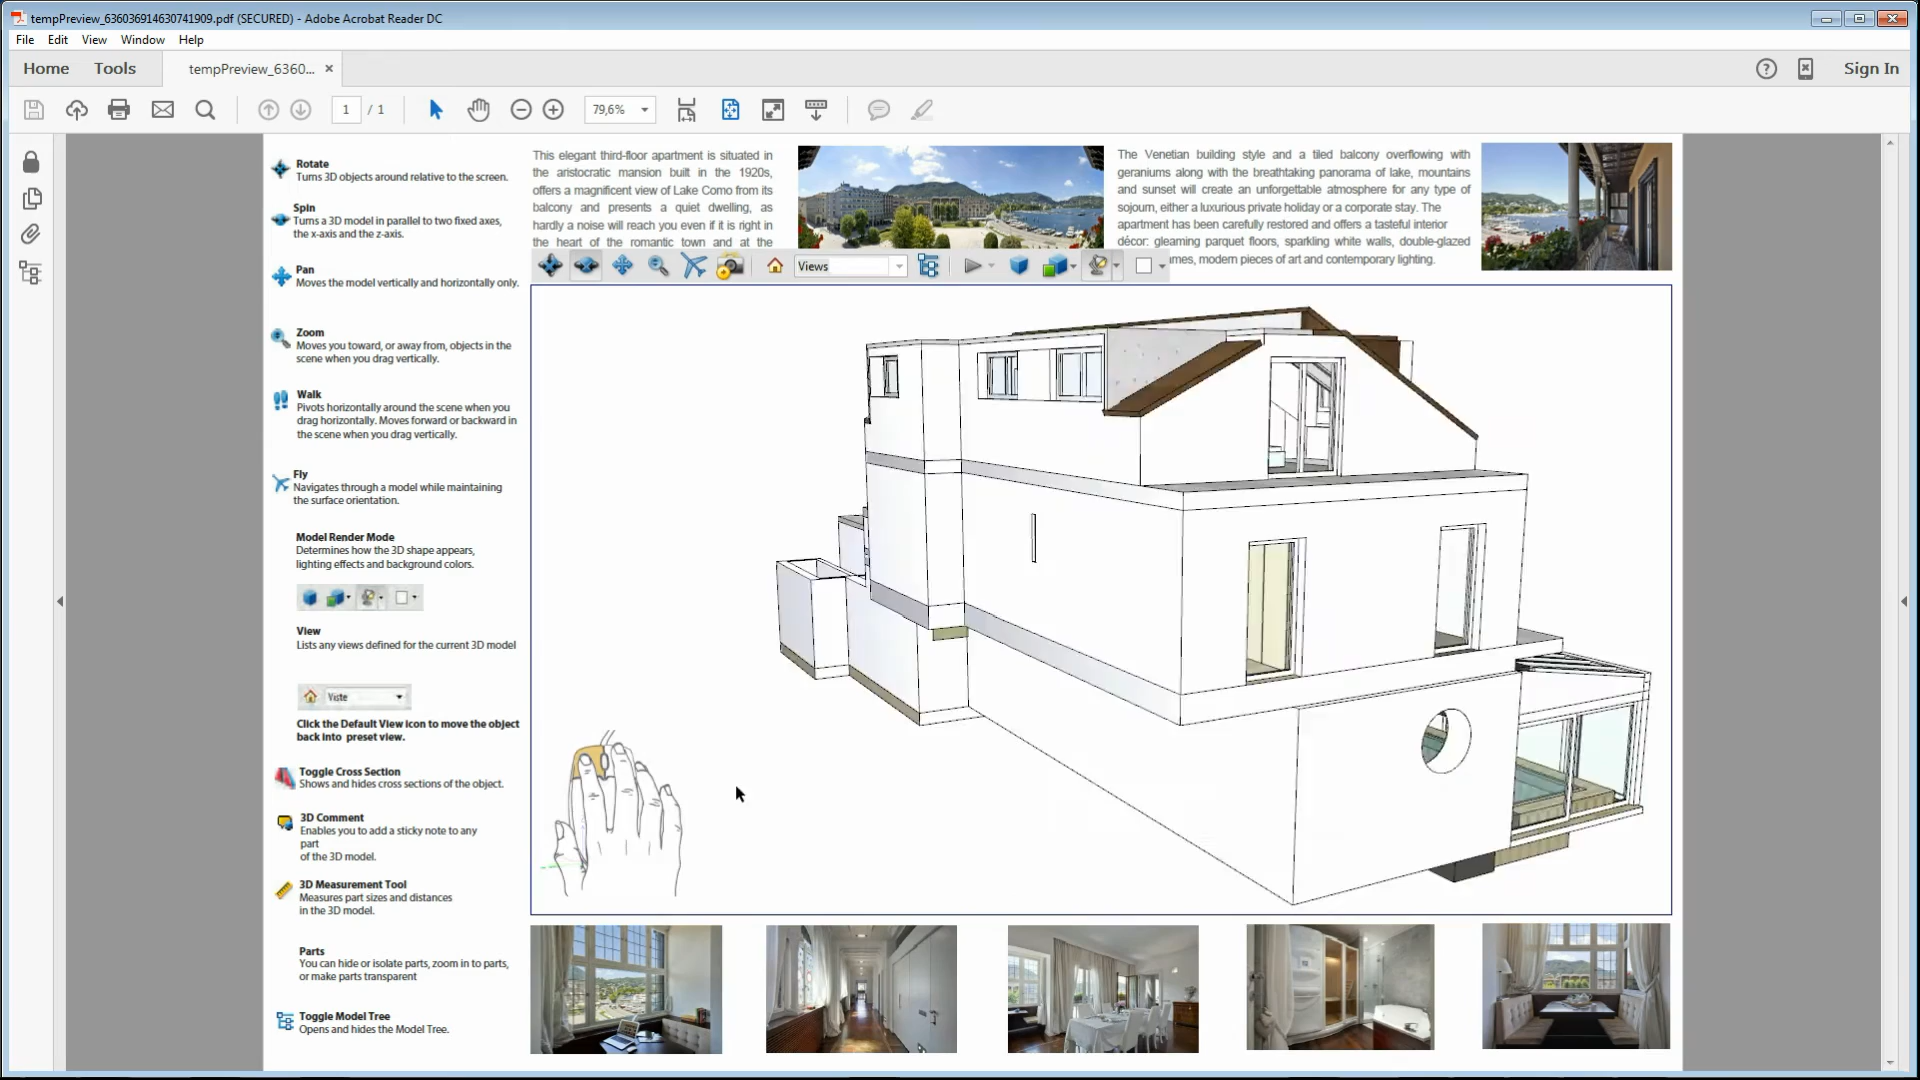 tempPreview_636036914630741909.pdf (SECURED) - Adobe Acrobat Reader DC
File Edit View Window Help
Home Tools tempPreview_6360... × Sign In
1 / 1 79,6%
Rotate
Turns 3D objects around relative to the screen.
Spin
Turns a 3D model in parallel to two fixed axes,
the x-axis and the z-axis.
Pan
Moves the model vertically and horizontally only.
Zoom
Moves you toward, or away from, objects in the
scene when you drag vertically.
Walk
Pivots horizontally around the scene when you
drag horizontally. Moves forward or backward in
the scene when you drag vertically.
Fly
Navigates through a model while maintaining
the surface orientation.
Model Render Mode
Determines how the 3D shape appears,
lighting effects and background colors.
View
Lists any views defined for the current 3D model
Viste
Click the Default View icon to move the object
back into preset view.
Toggle Cross Section
Shows and hides cross sections of the object.
3D Comment
Enables you to add a sticky note to any
part
of the 3D model.
3D Measurement Tool
Measures part sizes and distances
in the 3D model.
Parts
You can hide or isolate parts, zoom in to parts,
or make parts transparent
Toggle Model Tree
Opens and hides the Model Tree.
This elegant third-floor apartment is situated in
the aristocratic mansion built in the 1920s,
offers a magnificent view of Lake Como from its
balcony and presents a quiet dwelling, as
hardly a noise will reach you even if it is right in
the heart of the romantic town and at the
The Venetian building style and a tiled balcony overflowing with
geraniums along with the breathtaking panorama of lake, mountains
and sunset will create an unforgettable atmosphere for any type of
sojourn, either a luxurious private holiday or a corporate stay. The
apartment has been carefully restored and offers a tasteful interior
décor: gleaming parquet floors, sparkling white walls, double-glazed
ames, modern pieces of art and contemporary lighting.
Views